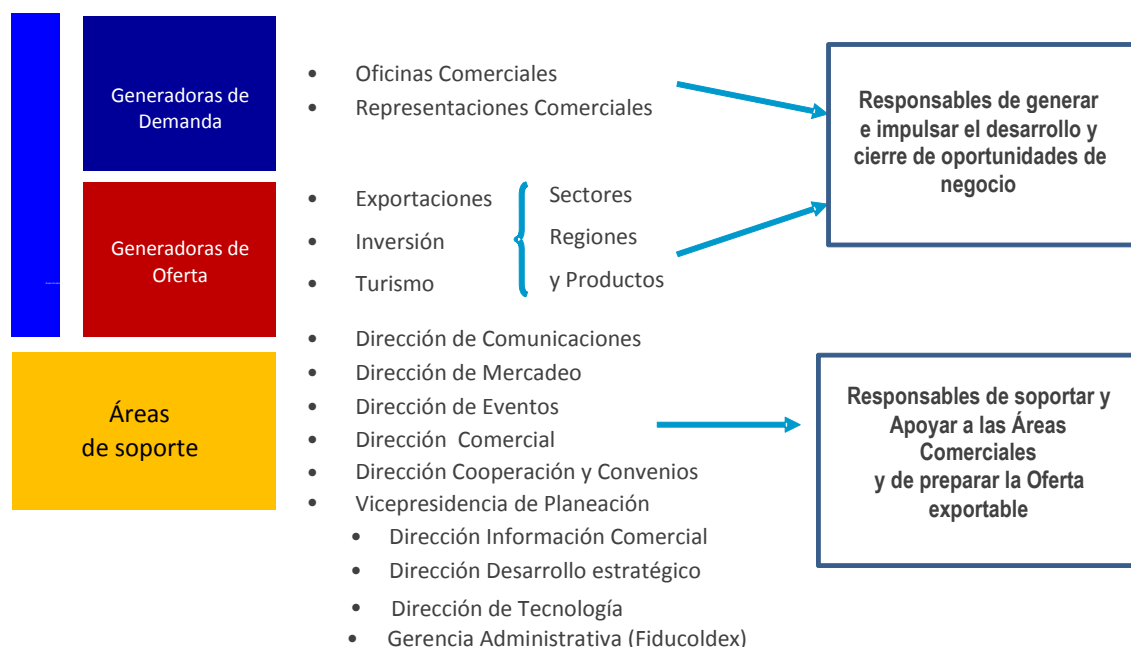 Generadoras de
Demanda
• Oficinas Comerciales
• Representaciones Comerciales
Responsables de generar
e impulsar el desarrollo y
cierre de oportunidades de
negocio
Generadoras de
Oferta
• Exportaciones
• Inversión
• Turismo
Sectores
Regiones
y Productos
Áreas
de soporte
• Dirección de Comunicaciones
• Dirección de Mercadeo
• Dirección de Eventos
• Dirección Comercial
• Dirección Cooperación y Convenios
• Vicepresidencia de Planeación
• Dirección Información Comercial
• Dirección Desarrollo estratégico
• Dirección de Tecnología
• Gerencia Administrativa (Fiducoldex)
Responsables de soportar y
Apoyar a las Áreas
Comerciales
y de preparar la Oferta
exportable